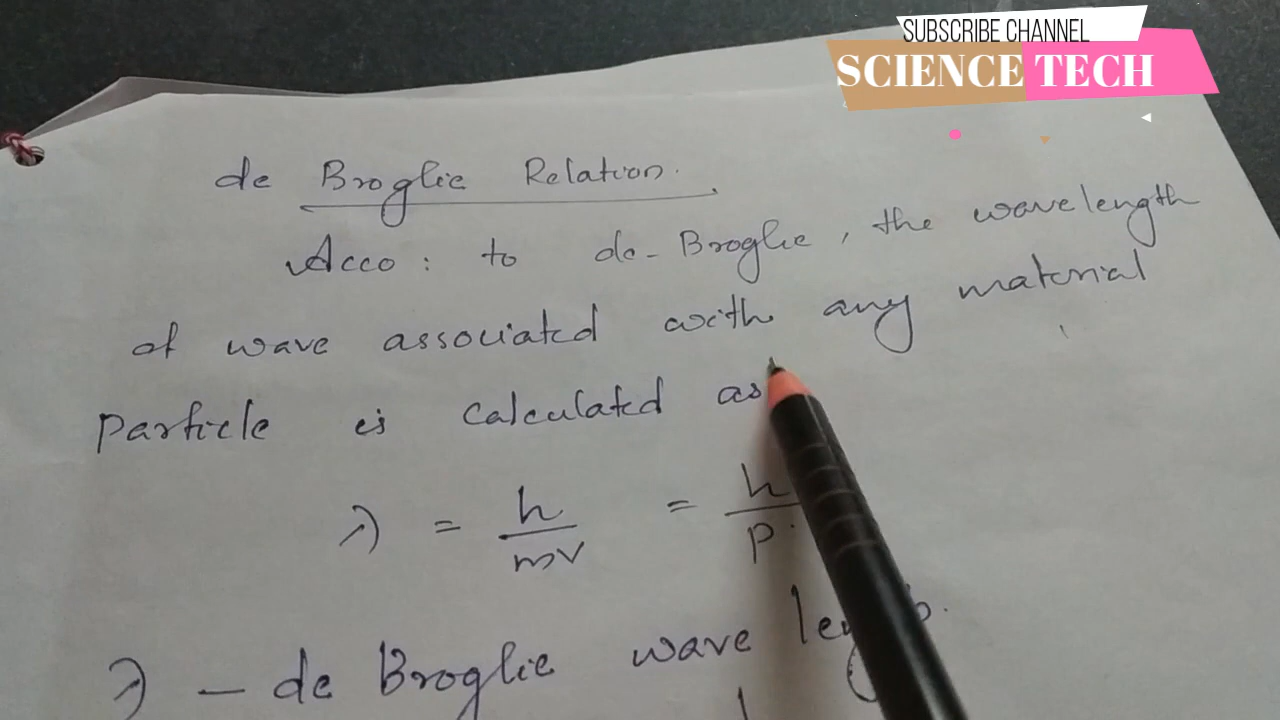 SUBSCRIBE CHANNEL
SCIENCE TECH
de Broglie Relation.
Acco: to de-Broglie, the wavelength
of wave associated with any material
particle is calculated as
λ = h/mv = h/p.
λ – de Broglie wave